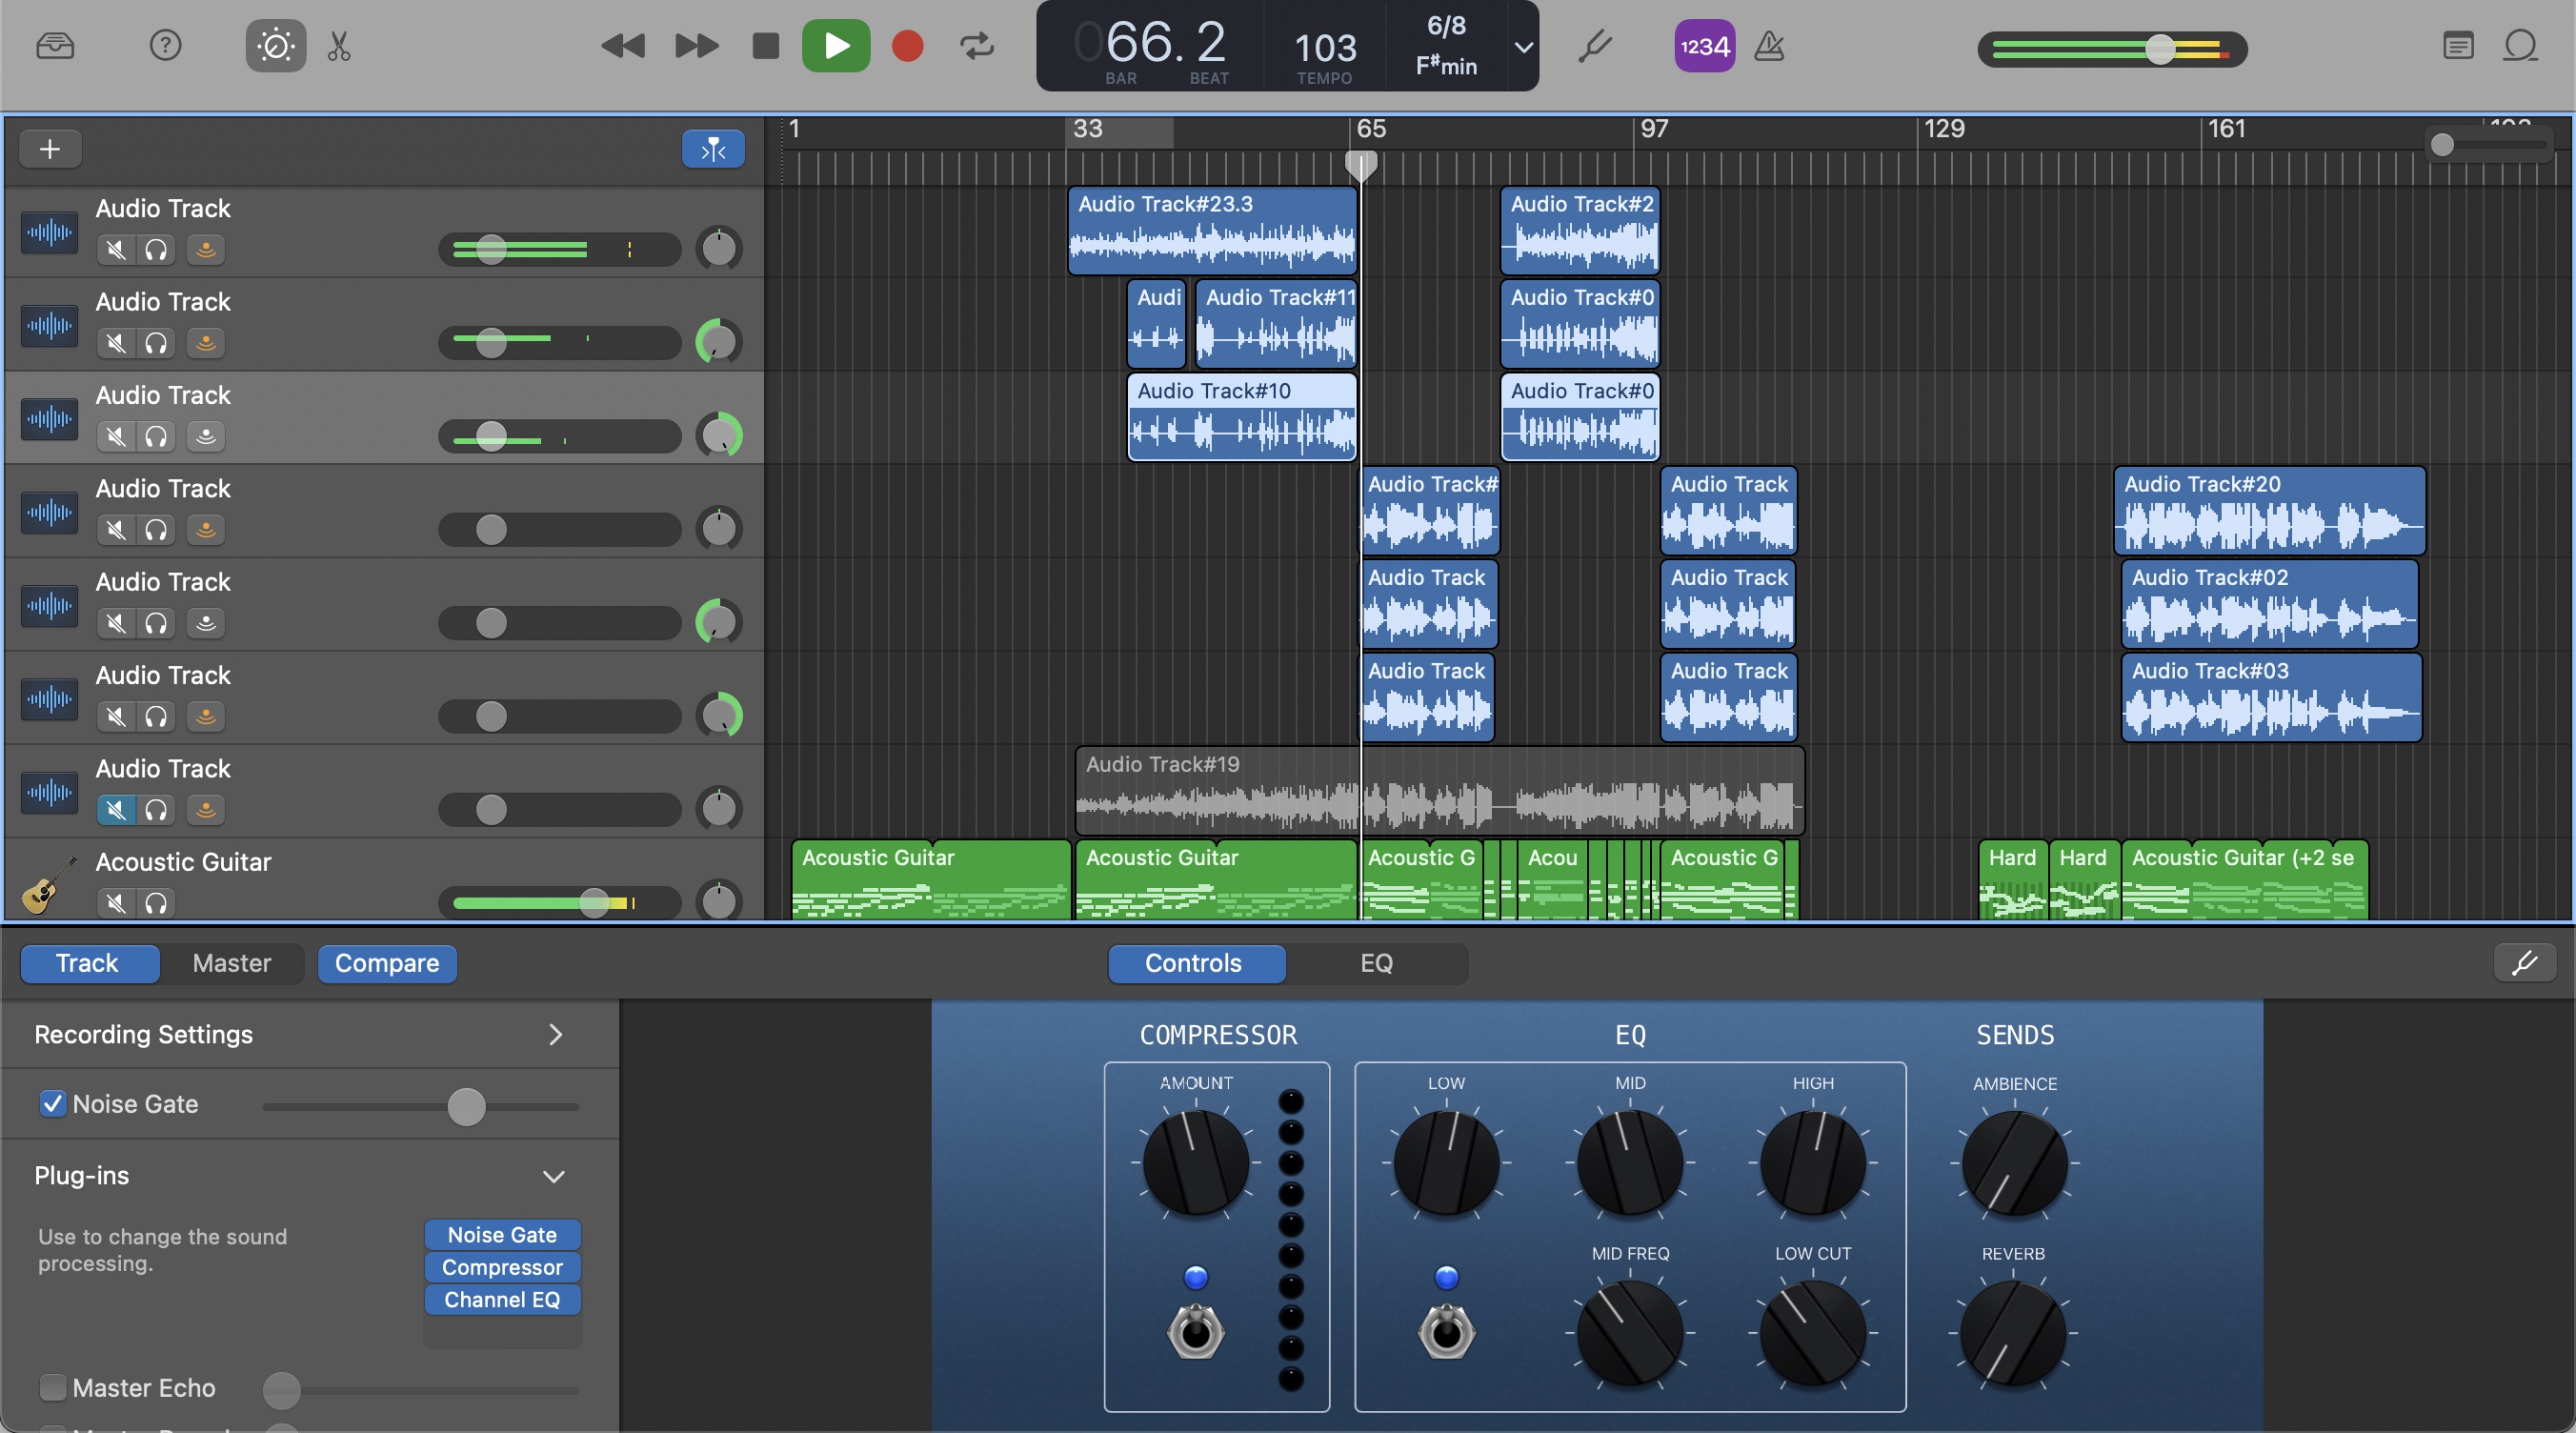 066. 2
BAR
BEAT
103
TEMPO
6/8
F#min
1234
1
33
65
97
129
161
Audio Track
Audio Track#23.3
Audio Track#2
Audio Track
Audi
Audio Track#11
Audio Track#0
Audio Track
Audio Track#10
Audio Track#0
Audio Track
Audio Track#
Audio Track
Audio Track#20
Audio Track
Audio Track
Audio Track
Audio Track#02
Audio Track
Audio Track
Audio Track
Audio Track#03
Audio Track
Audio Track#19
Acoustic Guitar
Acoustic Guitar
Acoustic Guitar
Acoustic G
Acou
Acoustic G
Hard
Hard
Acoustic Guitar (+2 se
Track
Master
Compare
Controls
EQ
Recording Settings
Noise Gate
Plug-ins
Use to change the sound
processing.
Noise Gate
Compressor
Channel EQ
Master Echo
COMPRESSOR
EQ
SENDS
AMOUNT
LOW
MID
HIGH
AMBIENCE
MID FREQ
LOW CUT
REVERB